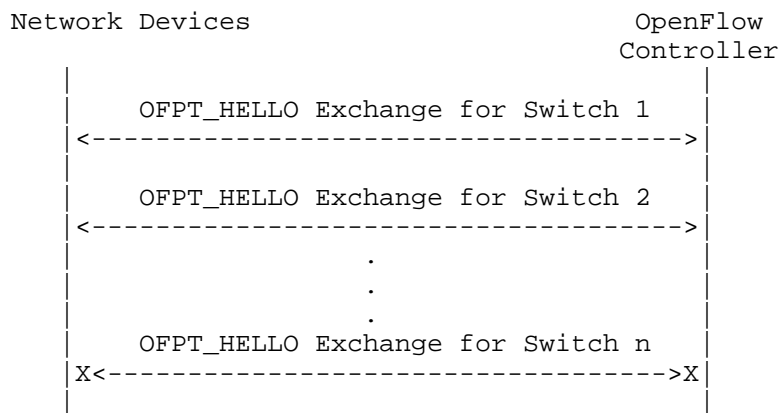 Network Devices OpenFlow
Controller
OFPT_HELLO Exchange for Switch 1
<------------------------------------->
OFPT_HELLO Exchange for Switch 2
<------------------------------------->
.
.
.
OFPT_HELLO Exchange for Switch n
X<----------------------------------->X